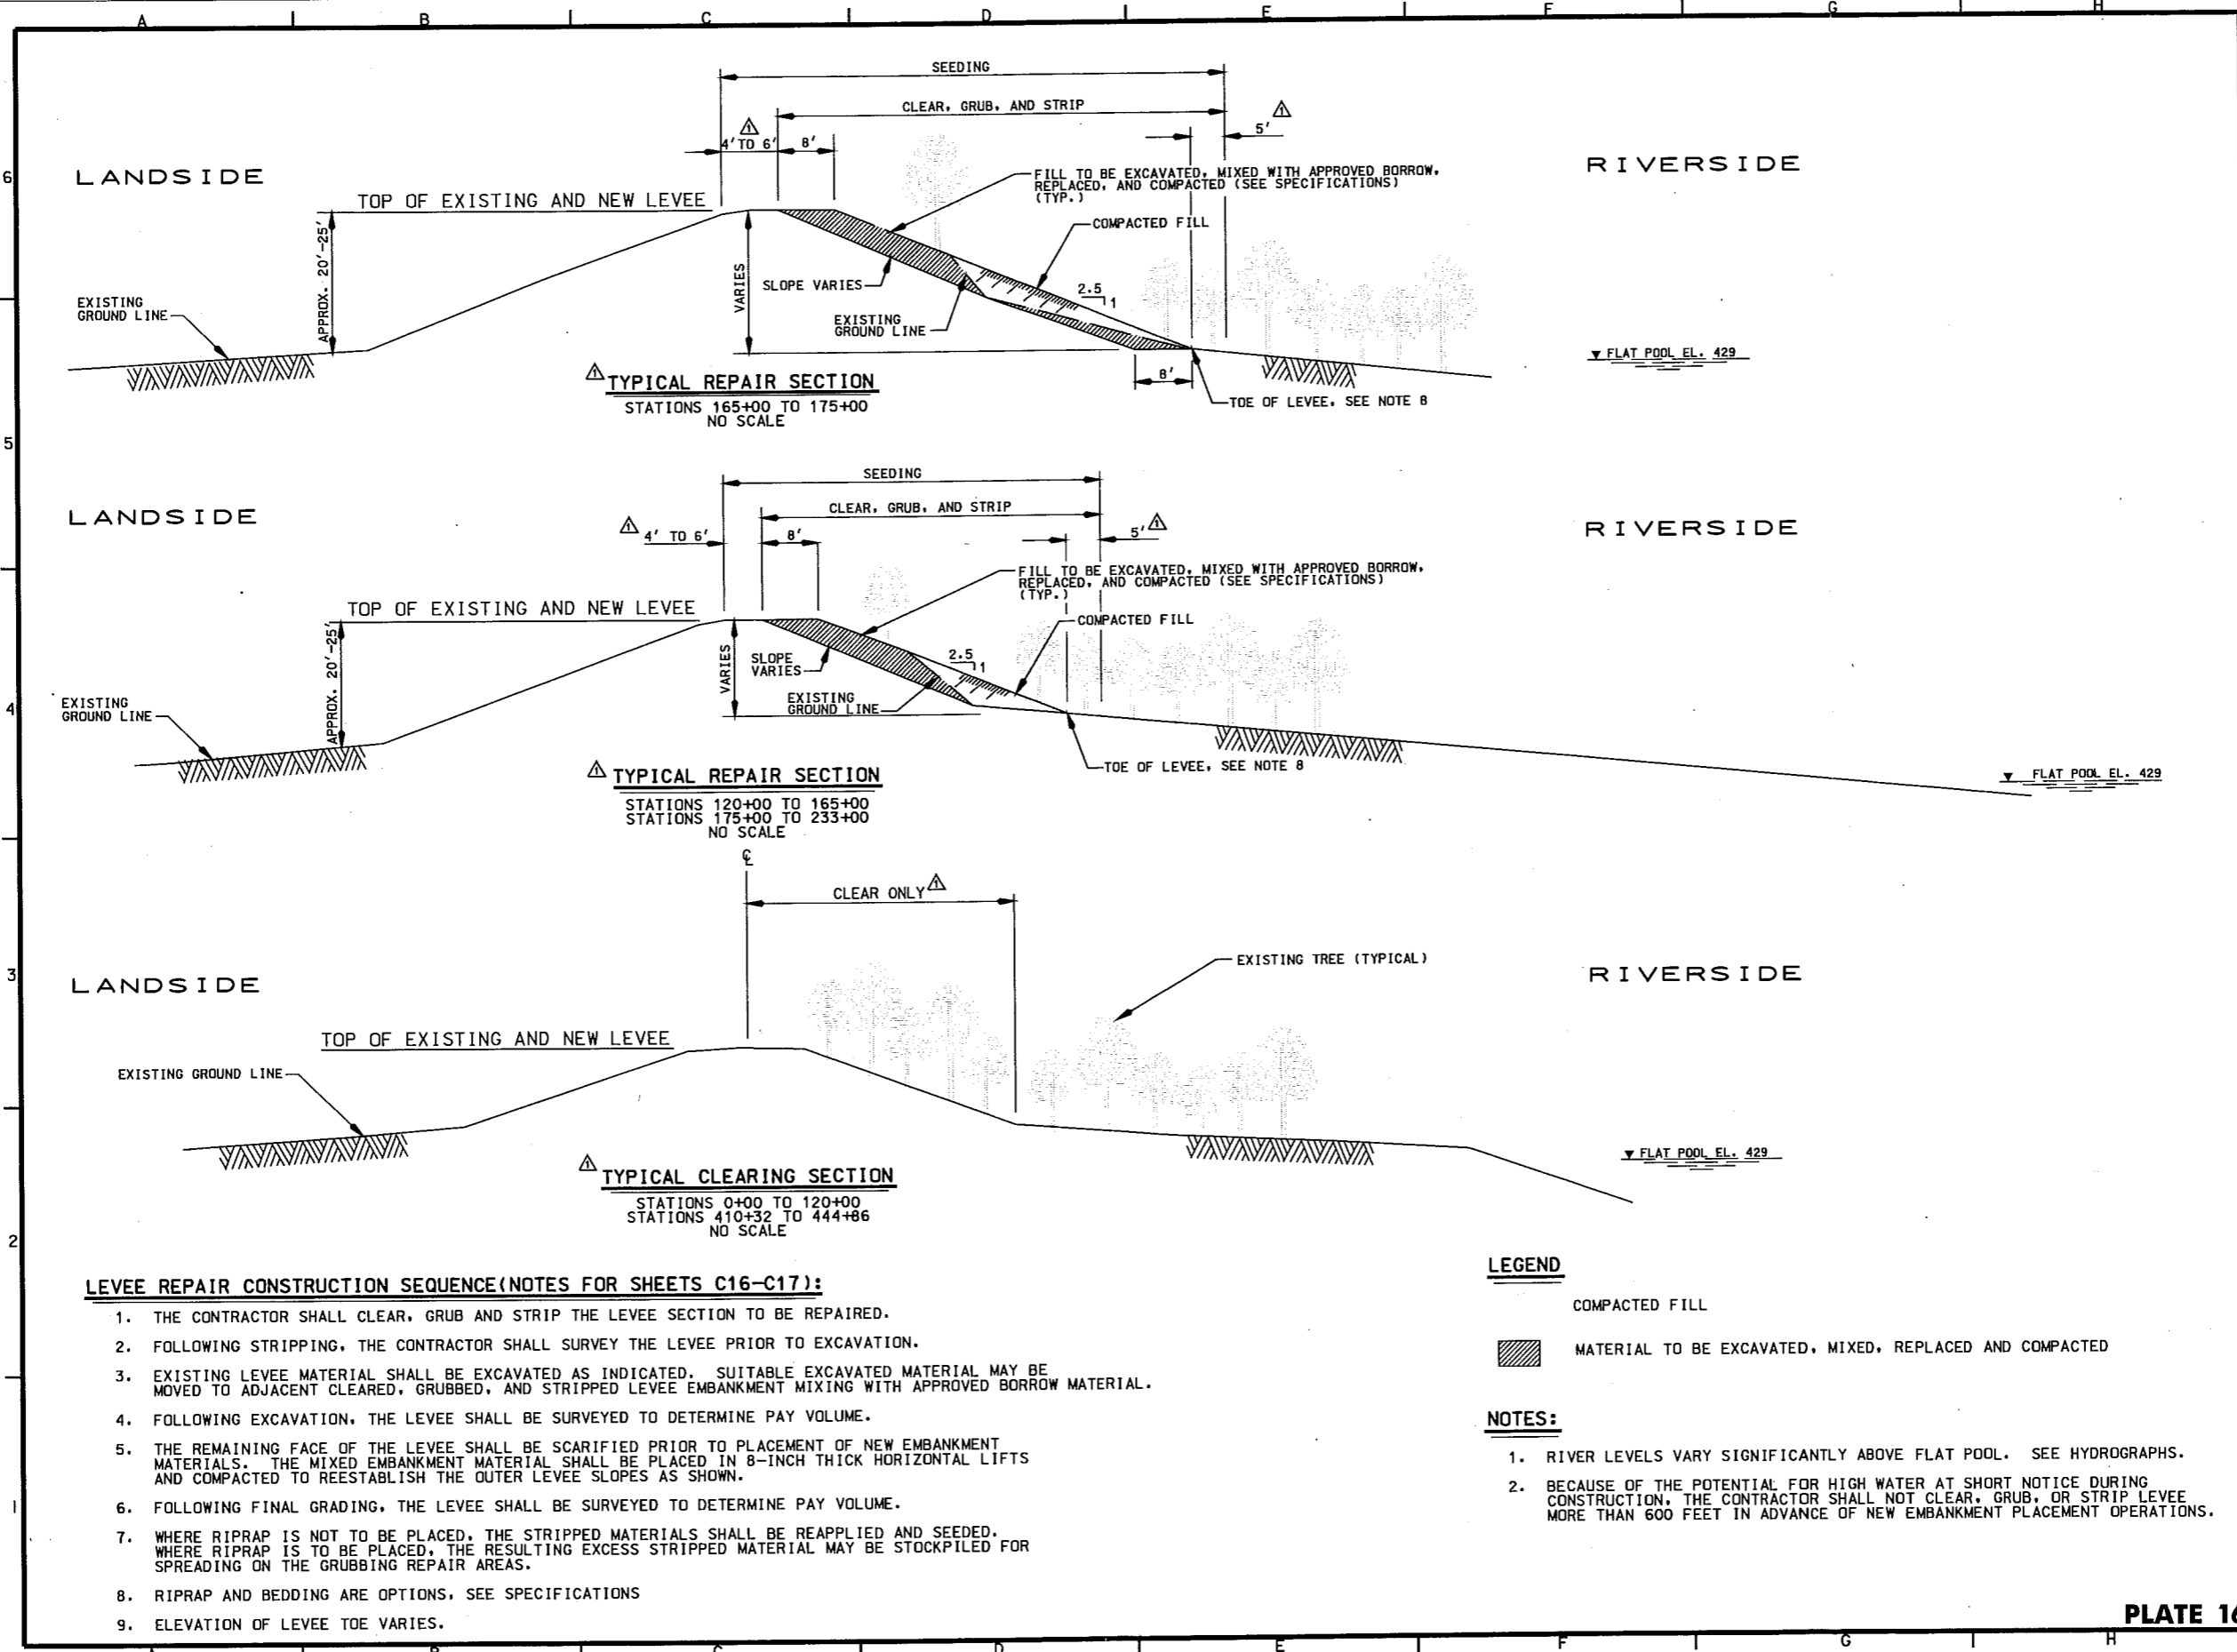 A B C D E F G H
SEEDING
CLEAR, GRUB, AND STRIP
1
1
5'
4' TO 6' 8'
6
LANDSIDE
RIVERSIDE
FILL TO BE EXCAVATED, MIXED WITH APPROVED BORROW,
REPLACED, AND COMPACTED (SEE SPECIFICATIONS)
(TYP.)
TOP OF EXISTING AND NEW LEVEE
COMPACTED FILL
APPROX. 20'-25'
VARIES
SLOPE VARIES
2.5
1
EXISTING
GROUND LINE
EXISTING
GROUND LINE
FLAT POOL EL. 429
8'
1
TYPICAL REPAIR SECTION
STATIONS 165+00 TO 175+00
NO SCALE
TOE OF LEVEE, SEE NOTE 8
5
SEEDING
CLEAR, GRUB, AND STRIP
LANDSIDE
RIVERSIDE
1
4' TO 6' 8'
5'
1
FILL TO BE EXCAVATED, MIXED WITH APPROVED BORROW,
REPLACED, AND COMPACTED (SEE SPECIFICATIONS)
(TYP.)
TOP OF EXISTING AND NEW LEVEE
COMPACTED FILL
APPROX. 20'-25'
VARIES
SLOPE
VARIES
2.5
1
EXISTING
GROUND LINE
EXISTING
GROUND LINE
4
TOE OF LEVEE, SEE NOTE 8
FLAT POOL EL. 429
1
TYPICAL REPAIR SECTION
STATIONS 120+00 TO 165+00
STATIONS 175+00 TO 233+00
NO SCALE
℄
CLEAR ONLY
1
EXISTING TREE (TYPICAL)
3
LANDSIDE
RIVERSIDE
TOP OF EXISTING AND NEW LEVEE
EXISTING GROUND LINE
FLAT POOL EL. 429
1
TYPICAL CLEARING SECTION
STATIONS 0+00 TO 120+00
STATIONS 410+32 TO 444+86
NO SCALE
2
LEVEE REPAIR CONSTRUCTION SEQUENCE(NOTES FOR SHEETS C16-C17):
1. THE CONTRACTOR SHALL CLEAR, GRUB AND STRIP THE LEVEE SECTION TO BE REPAIRED.
2. FOLLOWING STRIPPING, THE CONTRACTOR SHALL SURVEY THE LEVEE PRIOR TO EXCAVATION.
3. EXISTING LEVEE MATERIAL SHALL BE EXCAVATED AS INDICATED. SUITABLE EXCAVATED MATERIAL MAY BE
MOVED TO ADJACENT CLEARED, GRUBBED, AND STRIPPED LEVEE EMBANKMENT MIXING WITH APPROVED BORROW MATERIAL.
4. FOLLOWING EXCAVATION, THE LEVEE SHALL BE SURVEYED TO DETERMINE PAY VOLUME.
5. THE REMAINING FACE OF THE LEVEE SHALL BE SCARIFIED PRIOR TO PLACEMENT OF NEW EMBANKMENT
MATERIALS. THE MIXED EMBANKMENT MATERIAL SHALL BE PLACED IN 8-INCH THICK HORIZONTAL LIFTS
AND COMPACTED TO REESTABLISH THE OUTER LEVEE SLOPES AS SHOWN.
6. FOLLOWING FINAL GRADING, THE LEVEE SHALL BE SURVEYED TO DETERMINE PAY VOLUME.
7. WHERE RIPRAP IS NOT TO BE PLACED, THE STRIPPED MATERIALS SHALL BE REAPPLIED AND SEEDED.
WHERE RIPRAP IS TO BE PLACED, THE RESULTING EXCESS STRIPPED MATERIAL MAY BE STOCKPILED FOR
SPREADING ON THE GRUBBING REPAIR AREAS.
8. RIPRAP AND BEDDING ARE OPTIONS, SEE SPECIFICATIONS
9. ELEVATION OF LEVEE TOE VARIES.
1
LEGEND
COMPACTED FILL
MATERIAL TO BE EXCAVATED, MIXED, REPLACED AND COMPACTED
NOTES:
1. RIVER LEVELS VARY SIGNIFICANTLY ABOVE FLAT POOL. SEE HYDROGRAPHS.
2. BECAUSE OF THE POTENTIAL FOR HIGH WATER AT SHORT NOTICE DURING
CONSTRUCTION, THE CONTRACTOR SHALL NOT CLEAR, GRUB, OR STRIP LEVEE
MORE THAN 600 FEET IN ADVANCE OF NEW EMBANKMENT PLACEMENT OPERATIONS.
PLATE 16
D E F G H